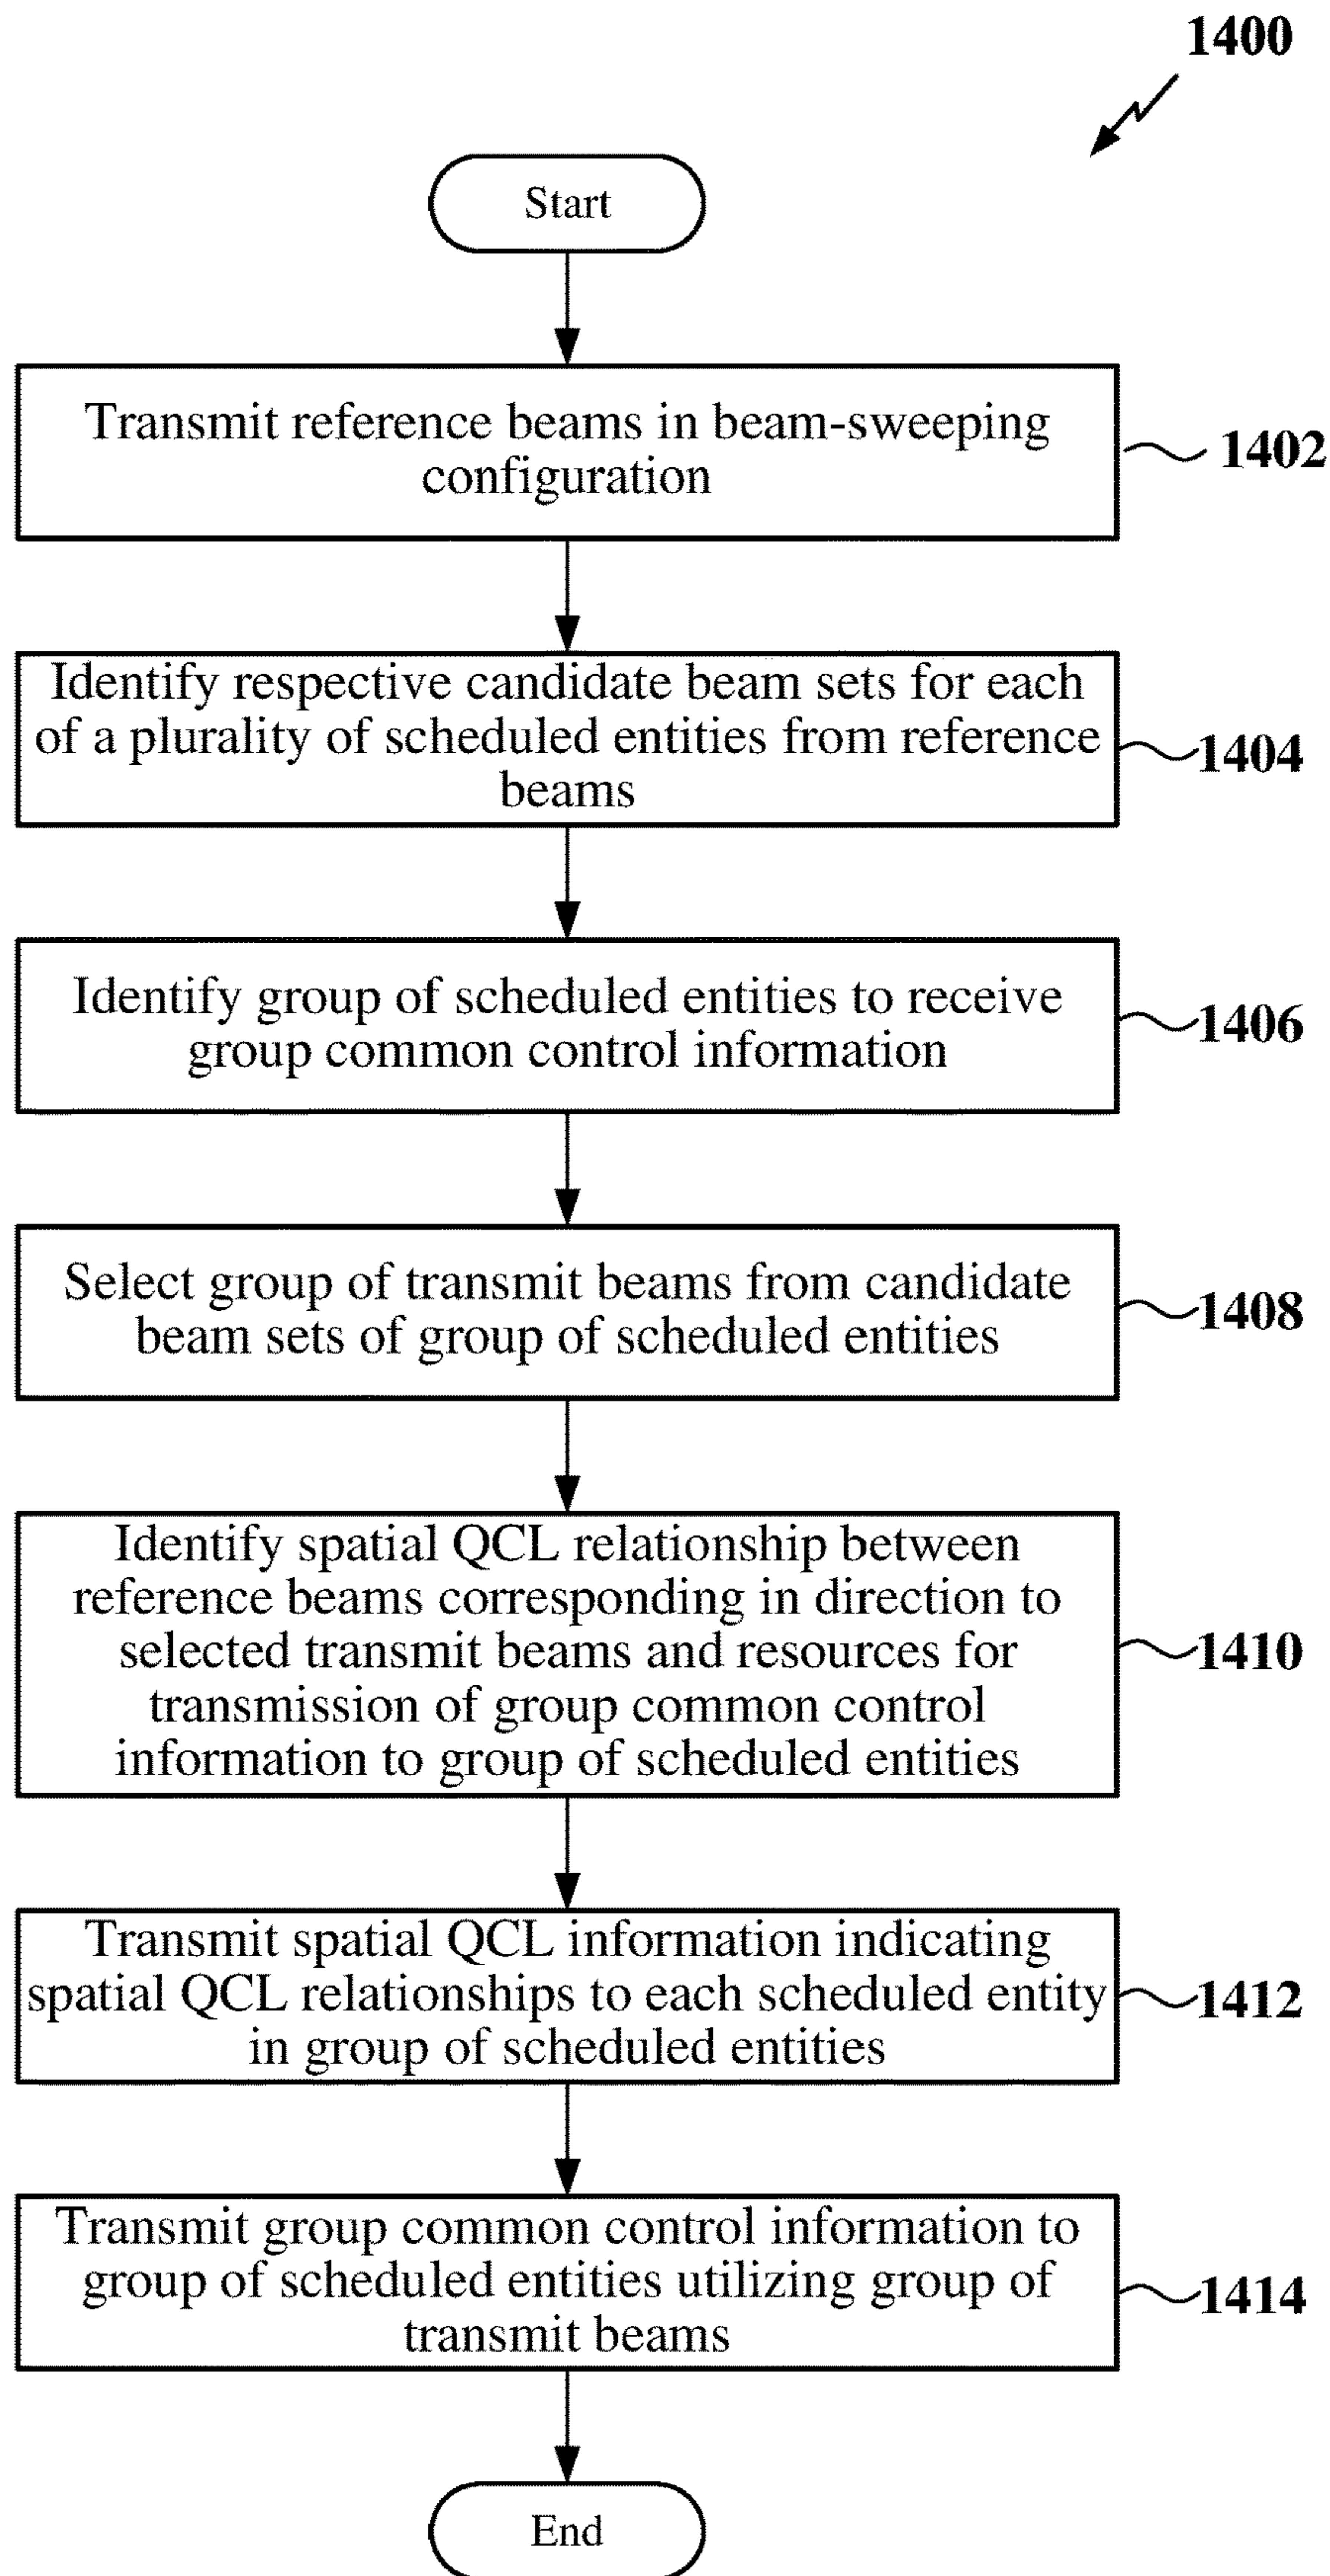 1400
Start
Transmit reference beams in beam-sweeping
configuration
1402
Identify respective candidate beam sets for each
of a plurality of scheduled entities from reference
beams
1404
Identify group of scheduled entities to receive
group common control information
1406
Select group of transmit beams from candidate
beam sets of group of scheduled entities
1408
Identify spatial QCL relationship between
reference beams corresponding in direction to
selected transmit beams and resources for
transmission of group common control
information to group of scheduled entities
1410
Transmit spatial QCL information indicating
spatial QCL relationships to each scheduled entity
in group of scheduled entities
1412
Transmit group common control information to
group of scheduled entities utilizing group of
transmit beams
1414
End